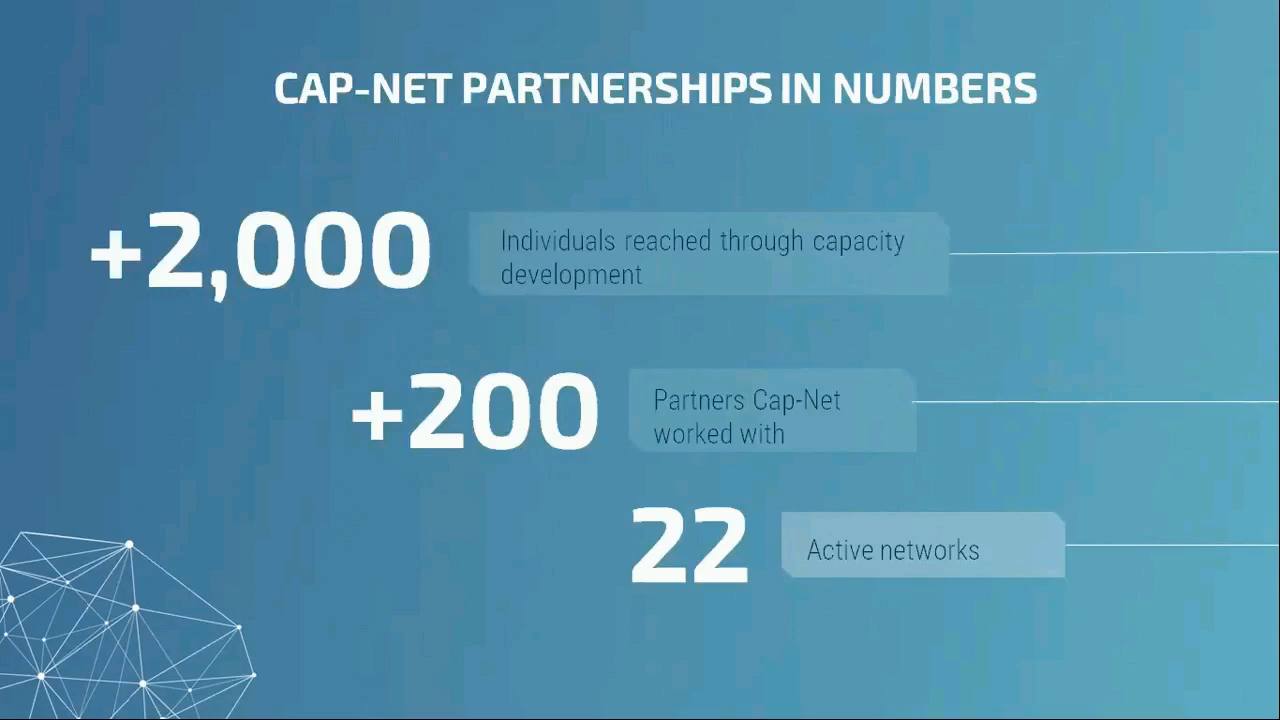 CAP-NET PARTNERSHIPS IN NUMBERS
+2,000
Individuals reached through capacity
development
+200
Partners Cap-Net
worked with
22
Active networks